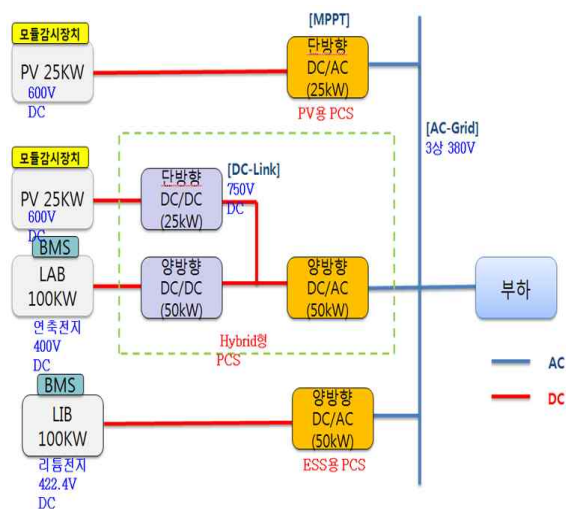 [MPPT]
모듈감시장치
PV 25KW
600V
DC
단방향
DC/AC
(25kW)
PV용 PCS
[AC-Grid]
3상 380V
모듈감시장치
PV 25KW
600V
DC
단방향
DC/DC
(25kW)
[DC-Link]
750V
DC
BMS
LAB
100KW
연축전지
400V
DC
양방향
DC/DC
(50kW)
양방향
DC/AC
(50kW)
Hybrid형
PCS
부하
AC
DC
BMS
LIB
100KW
리튬전지
422.4V
DC
양방향
DC/AC
(50kW)
ESS용 PCS